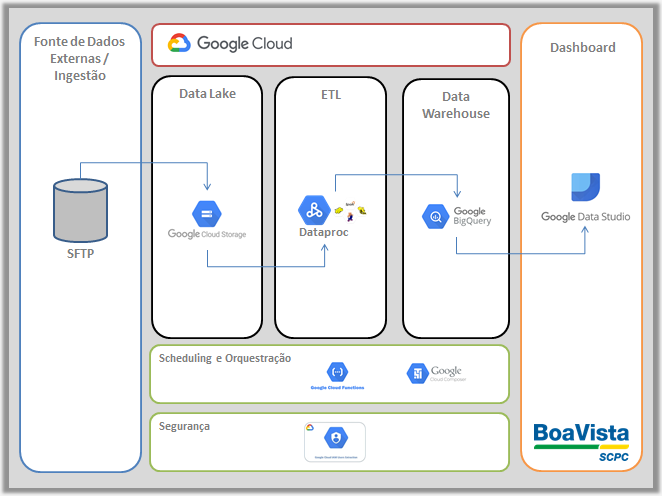 Fonte de Dados
Externas /
Ingestão
Google Cloud
Dashboard
Data Lake
ETL
Data
Warehouse
SFTP
Google Cloud Storage
Dataproc
Google
BigQuery
Google Data Studio
Scheduling e Orquestração
Google Cloud Functions
Google
Cloud Composer
Segurança
BoaVista
SCPC